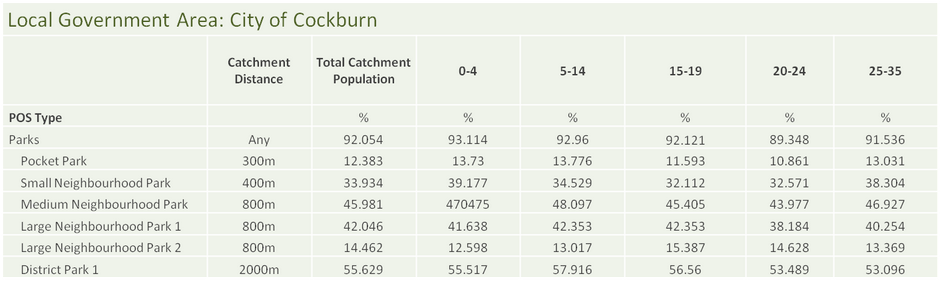 Local Government Area: City of Cockburn
Catchment Distance Total Catchment Population 0-4 5-14 15-19 20-24 25-35
POS Type % % % % % %
Parks Any 92.054 93.114 92.96 92.121 89.348 91.536
Pocket Park 300m 12.383 13.73 13.776 11.593 10.861 13.031
Small Neighbourhood Park 400m 33.934 39.177 34.529 32.112 32.571 38.304
Medium Neighbourhood Park 800m 45.981 470475 48.097 45.405 43.977 46.927
Large Neighbourhood Park 1 800m 42.046 41.638 42.353 42.353 38.184 40.254
Large Neighbourhood Park 2 800m 14.462 12.598 13.017 15.387 14.628 13.369
District Park 1 2000m 55.629 55.517 57.916 56.56 53.489 53.096